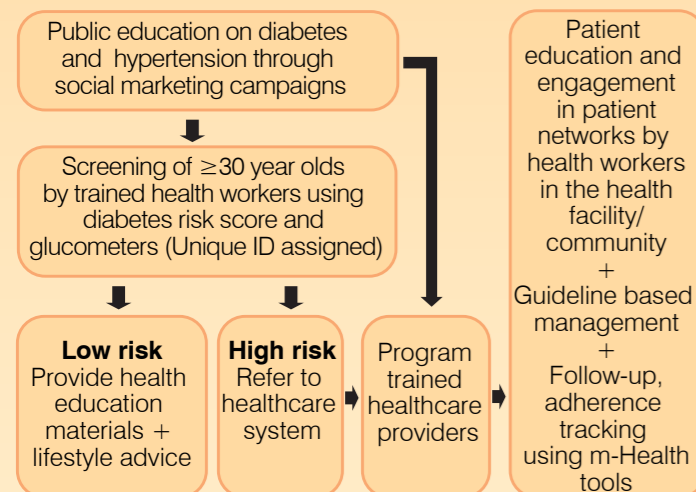 Public education on diabetes
and hypertension through
social marketing campaigns
Screening of ≥30 year olds
by trained health workers using
diabetes risk score and
glucometers (Unique ID assigned)
Low risk
Provide health
education
materials +
lifestyle advice
High risk
Refer to
healthcare
system
Program
trained
healthcare
providers
Patient
education and
engagement
in patient
networks by
health workers
in the health
facility/
community
+
Guideline based
management
+
Follow-up,
adherence
tracking
using m-Health
tools